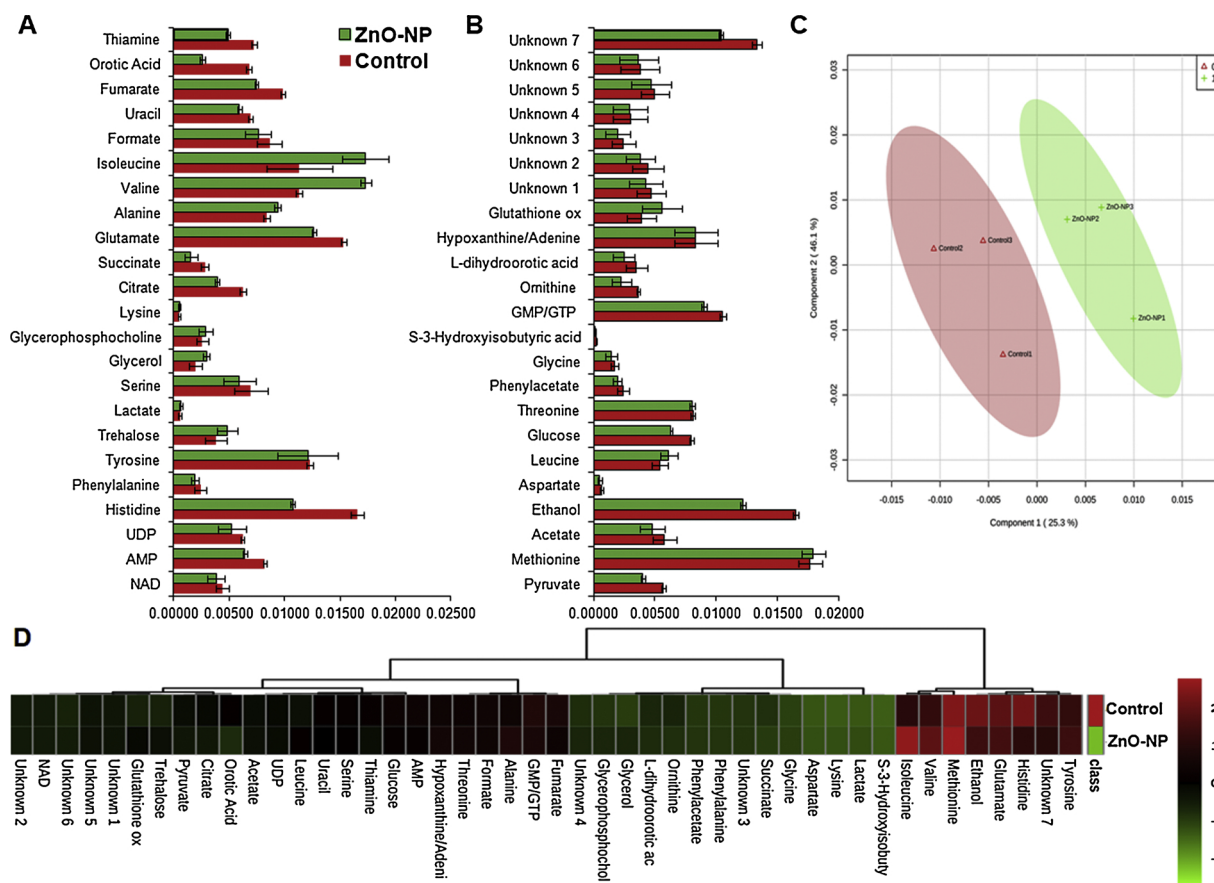 A
ZnO-NP
Control
Thiamine
Orotic Acid
Fumarate
Uracil
Formate
Isoleucine
Valine
Alanine
Glutamate
Succinate
Citrate
Lysine
Glycerophosphocholine
Glycerol
Serine
Lactate
Trehalose
Tyrosine
Phenylalanine
Histidine
UDP
AMP
NAD
0.00000 0.00500 0.01000 0.01500 0.02000 0.02500
B
Unknown 7
Unknown 6
Unknown 5
Unknown 4
Unknown 3
Unknown 2
Unknown 1
Glutathione ox
Hypoxanthine/Adenine
L-dihydroorotic acid
Ornithine
GMP/GTP
S-3-Hydroxyisobutyric acid
Glycine
Phenylacetate
Threonine
Glucose
Leucine
Aspartate
Ethanol
Acetate
Methionine
Pyruvate
0.00000 0.00500 0.01000 0.01500 0.02000
C
Component 2 ( 46.1 %)
0.03
0.02
0.01
0.00
-0.01
-0.02
-0.03
Control2
Control3
Control1
ZnO-NP2
ZnO-NP3
ZnO-NP1
-0.015 -0.010 -0.005 0.000 0.005 0.010 0.015
Component 1 ( 25.3 %)
D
Control
ZnO-NP
Unknown 2
NAD
Unknown 6
Unknown 5
Unknown 1
Glutathione ox
Trehalose
Pyruvate
Citrate
Orotic Acid
Acetate
UDP
Leucine
Uracil
Serine
Thiamine
Glucose
AMP
Hypoxanthine/Adeni
Threonine
Formate
Alanine
GMP/GTP
Fumarate
Unknown 4
Glycerophosphochol
Glycerol
L-dihydroorotic ac
Ornithine
Phenylacetate
Phenylalanine
Unknown 3
Succinate
Glycine
Aspartate
Lysine
Lactate
S-3-Hydroxyisobuty
Isoleucine
Valine
Methionine
Ethanol
Glutamate
Histidine
Unknown 7
Tyrosine
class